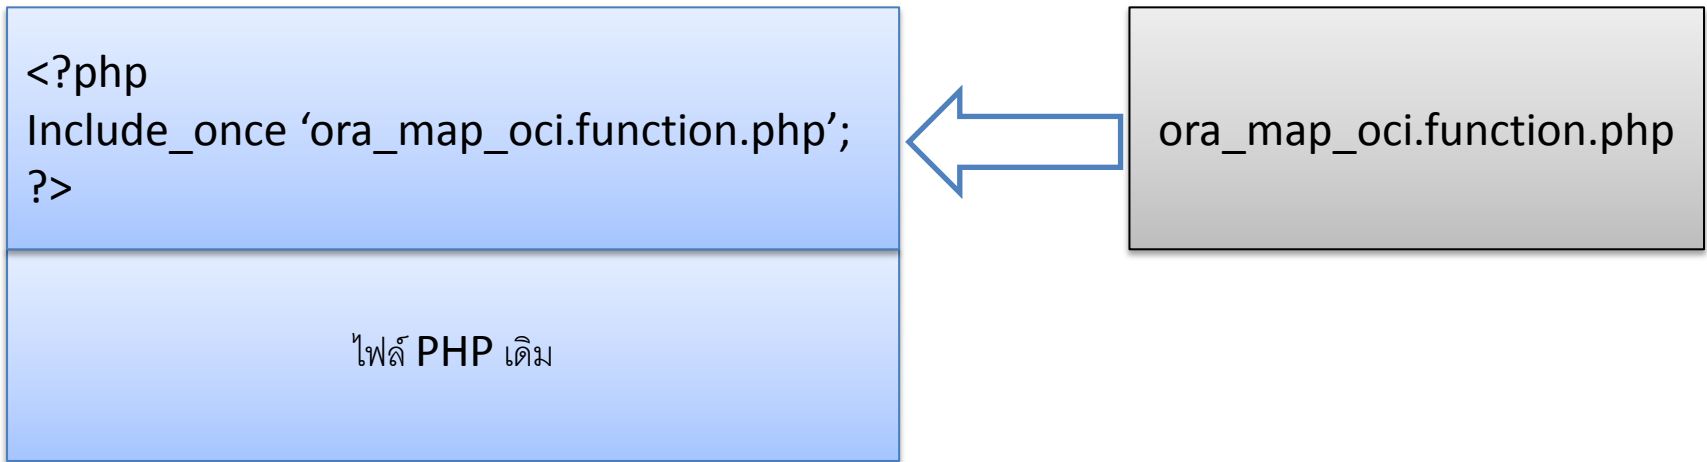 <?php
Include_once ‘ora_map_oci.function.php’;
?>
ora_map_oci.function.php
ไฟล์ PHP เดิม